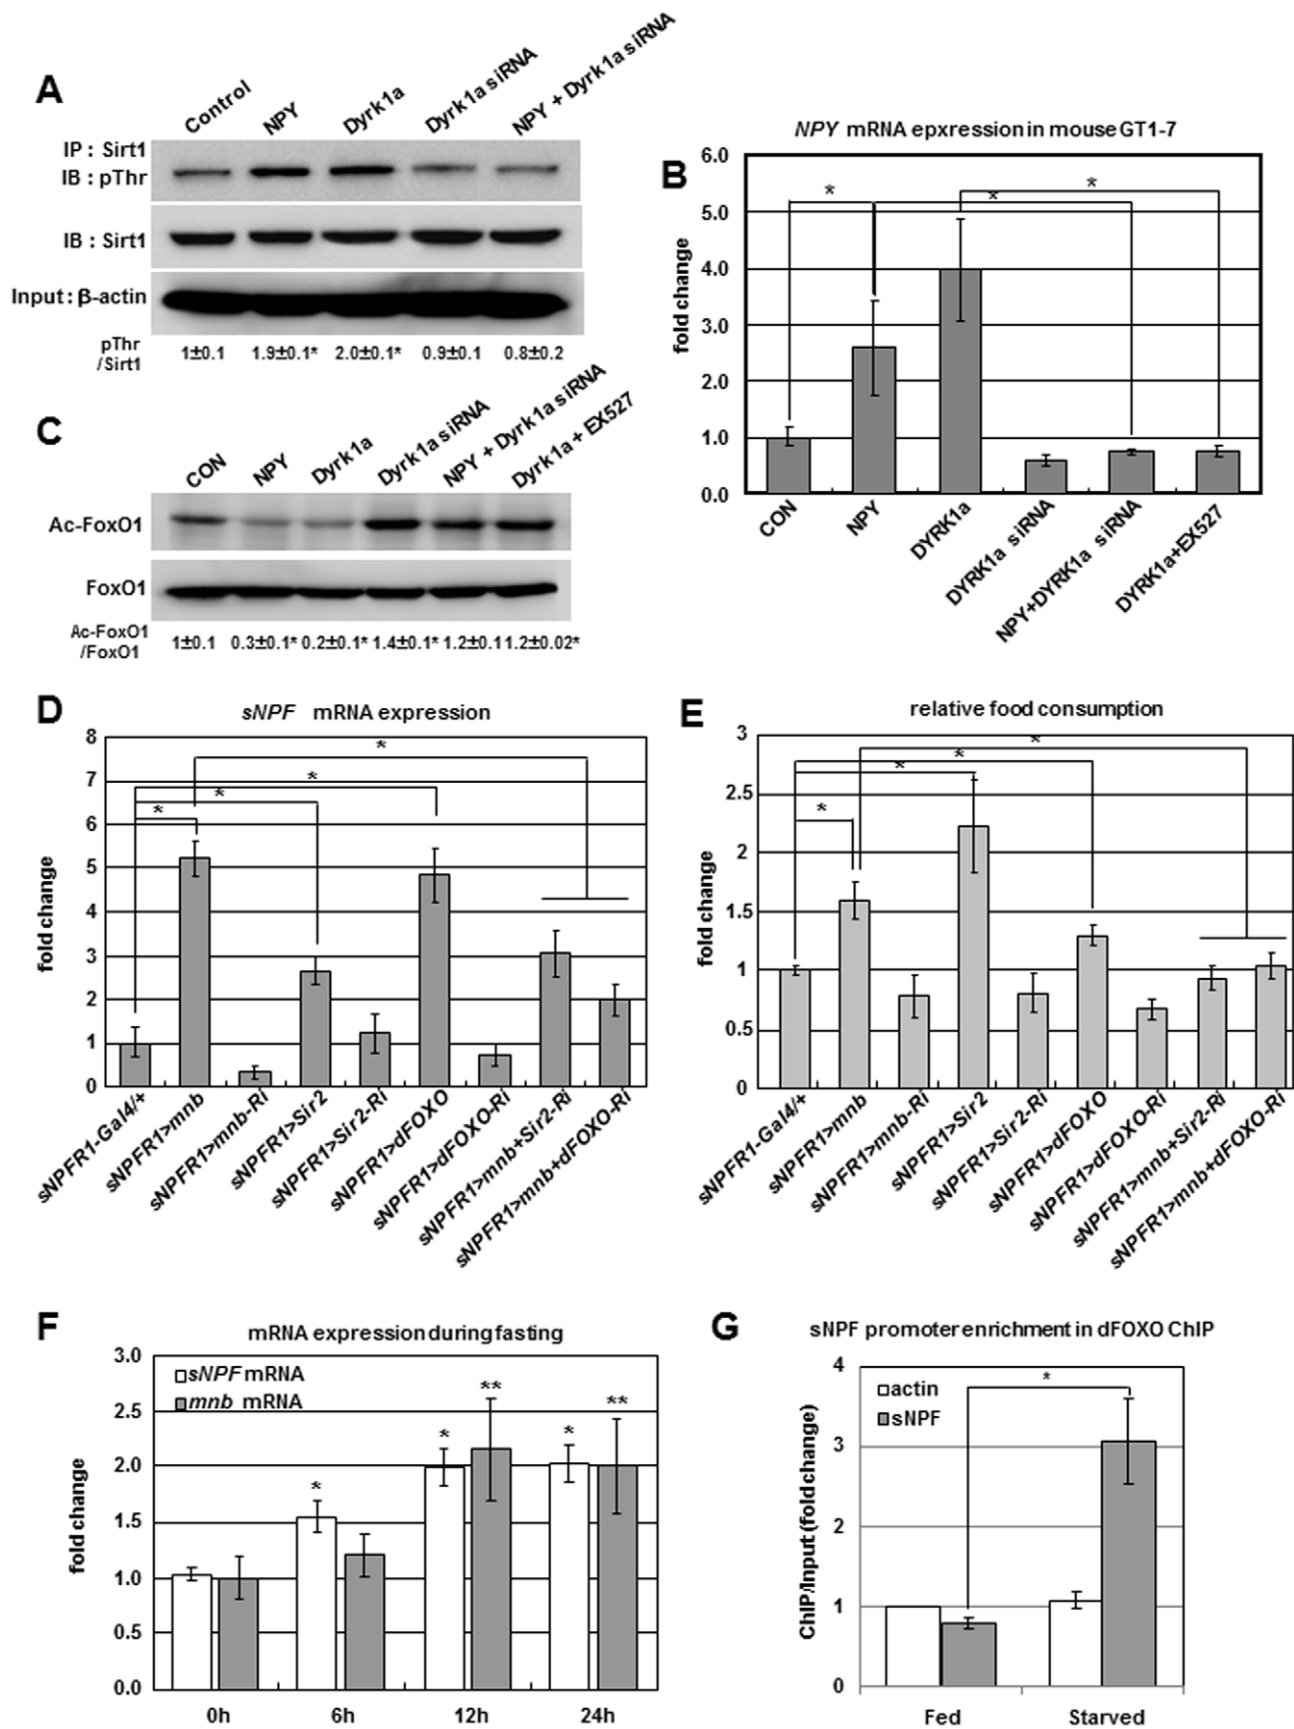 A
Control
NPY
Dyrk1a
Dyrk1a siRNA
NPY + Dyrk1a siRNA
IP : Sirt1
IB : pThr
IB : Sirt1
Input : β-actin
pThr
/Sirt1
1±0.1 1.9±0.1* 2.0±0.1* 0.9±0.1 0.8±0.2
B
NPY mRNA epxression in mouse GT1-7
fold change
6.0
5.0
4.0
3.0
2.0
1.0
0.0
* * *
CON
NPY
DYRK1a
DYRK1a siRNA
NPY+DYRK1a siRNA
DYRK1a+EX527
C
CON
NPY
Dyrk1a
Dyrk1a siRNA
NPY + Dyrk1a siRNA
Dyrk1a + EX527
Ac-FoxO1
FoxO1
Ac-FoxO1
/FoxO1
1±0.1 0.3±0.1* 0.2±0.1* 1.4±0.1* 1.2±0.1 1.2±0.02*
D
sNPF mRNA expression
fold change
8
7
6
5
4
3
2
1
0
* * * *
sNPFR1-Gal4/+
sNPFR1>mnb
sNPFR1>mnb-Ri
sNPFR1>Sir2
sNPFR1>Sir2-Ri
sNPFR1>dFOXO
sNPFR1>dFOXO-Ri
sNPFR1>mnb+Sir2-Ri
sNPFR1>mnb+dFOXO-Ri
E
relative food consumption
fold change
3
2.5
2
1.5
1
0.5
0
* * * *
sNPFR1-Gal4/+
sNPFR1>mnb
sNPFR1>mnb-Ri
sNPFR1>Sir2
sNPFR1>Sir2-Ri
sNPFR1>dFOXO
sNPFR1>dFOXO-Ri
sNPFR1>mnb+Sir2-Ri
sNPFR1>mnb+dFOXO-Ri
F
mRNA expression during fasting
fold change
3.0
2.5
2.0
1.5
1.0
0.5
0.0
sNPF mRNA
mnb mRNA
* * ** * **
0h 6h 12h 24h
G
sNPF promoter enrichment in dFOXO ChIP
ChIP/Input (fold change)
4
3
2
1
0
actin
sNPF
*
Fed Starved